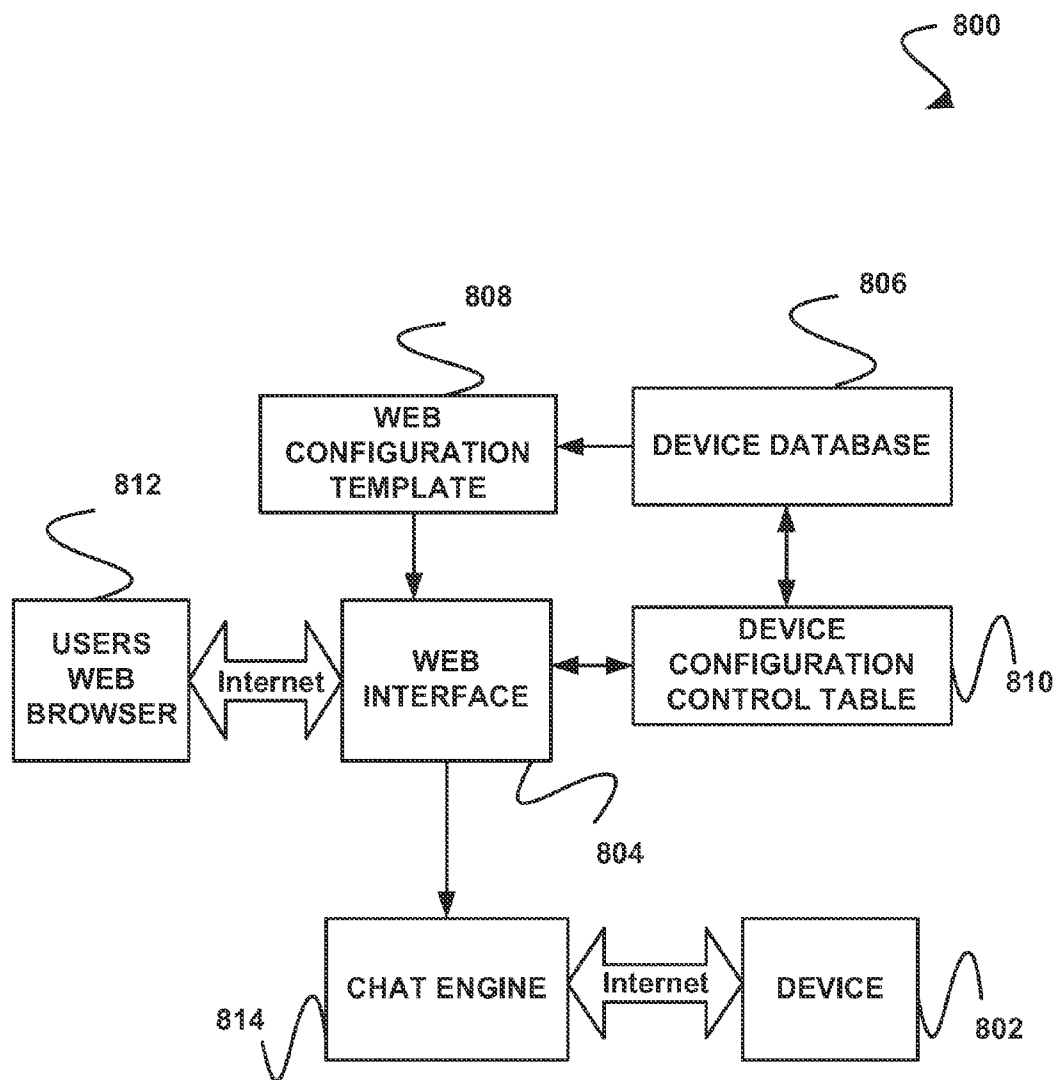 800
808
806
WEB
CONFIGURATION
TEMPLATE
DEVICE DATABASE
812
USERS
WEB
BROWSER
Internet
WEB
INTERFACE
DEVICE
CONFIGURATION
CONTROL TABLE
810
804
CHAT ENGINE
Internet
DEVICE
814
802